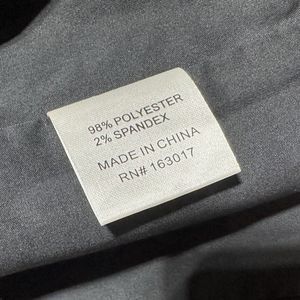 98% POLYESTER
2% SPANDEX
MADE IN CHINA
RN# 163017